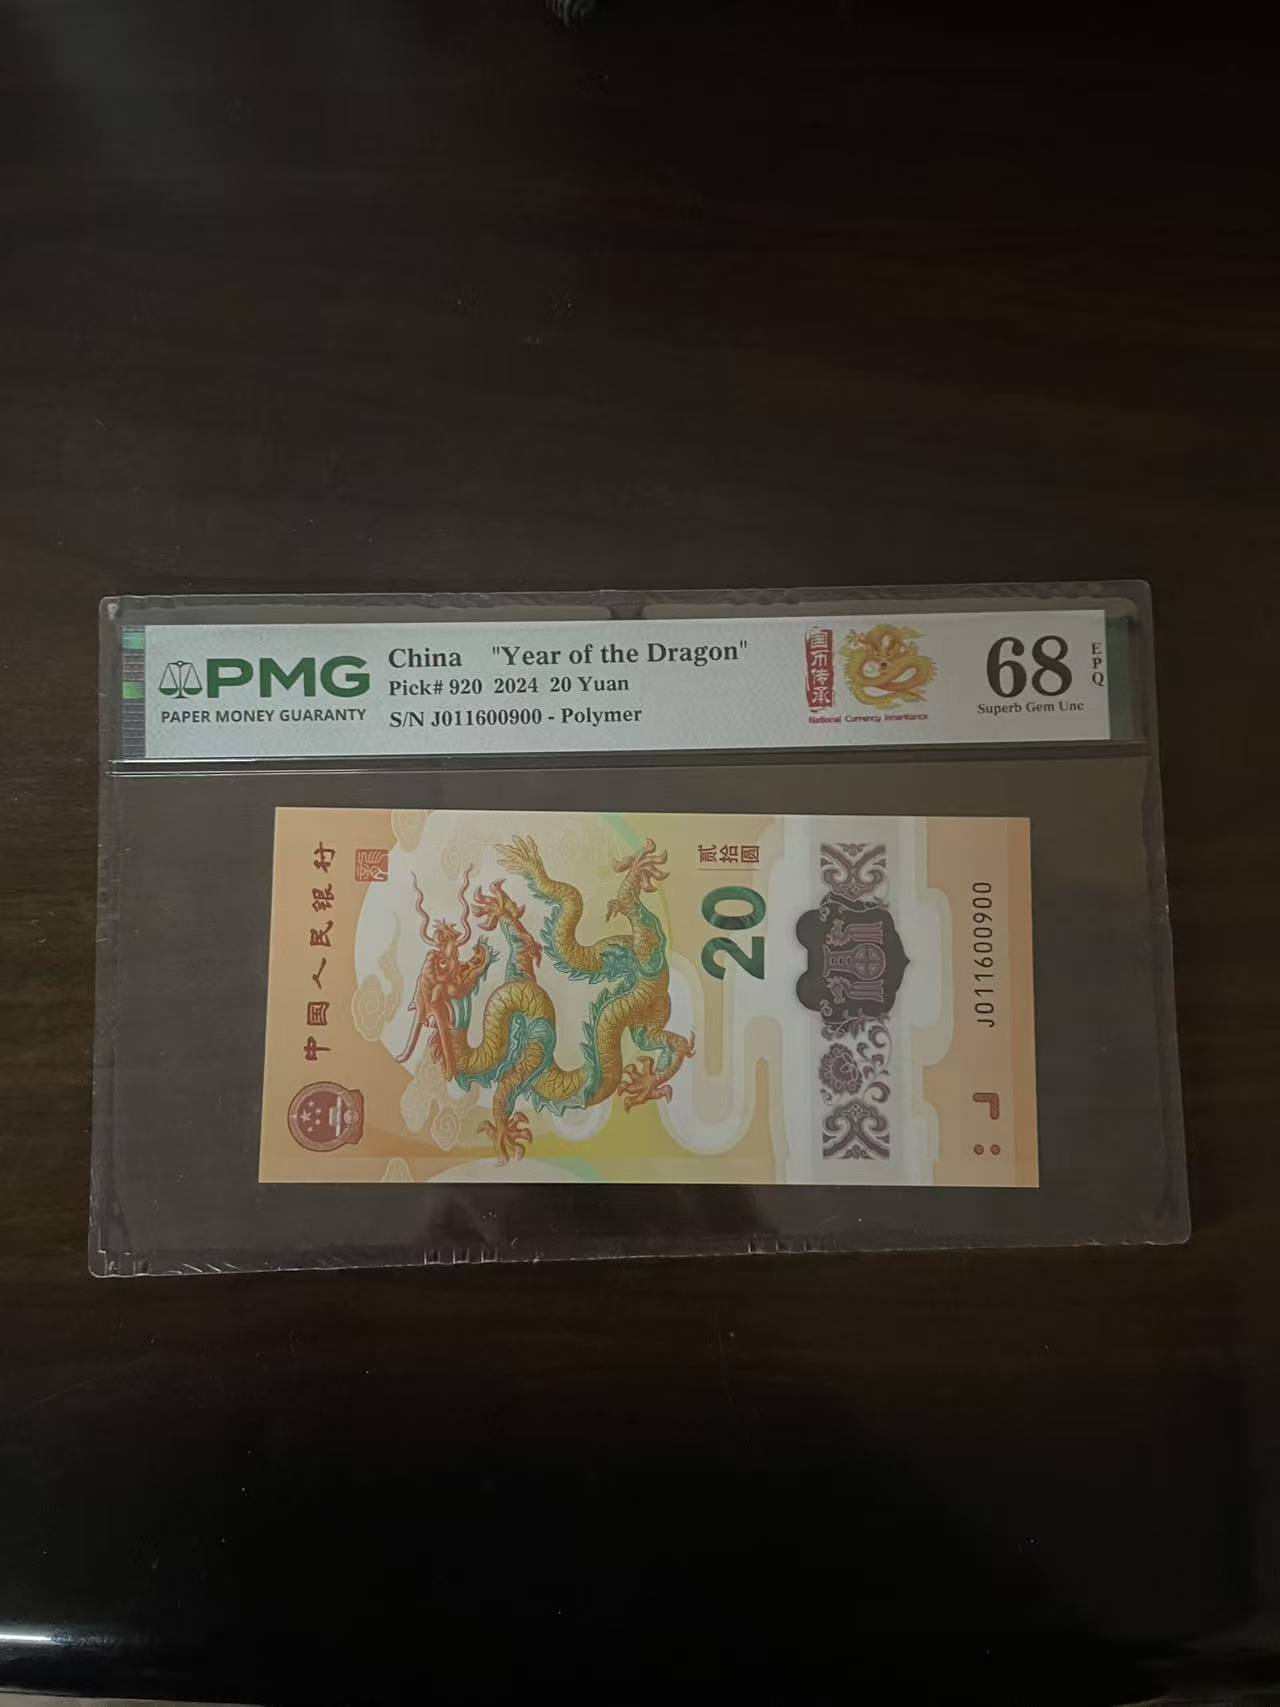 PMG
PAPER MONEY GUARANTY
China "Year of the Dragon"
Pick# 920 2024 20 Yuan
S/N J011600900 - Polymer
国币传承
National Currency Inheritance
68
EPQ
Superb Gem Unc
中国人民银行
贰拾圆
20
J011600900